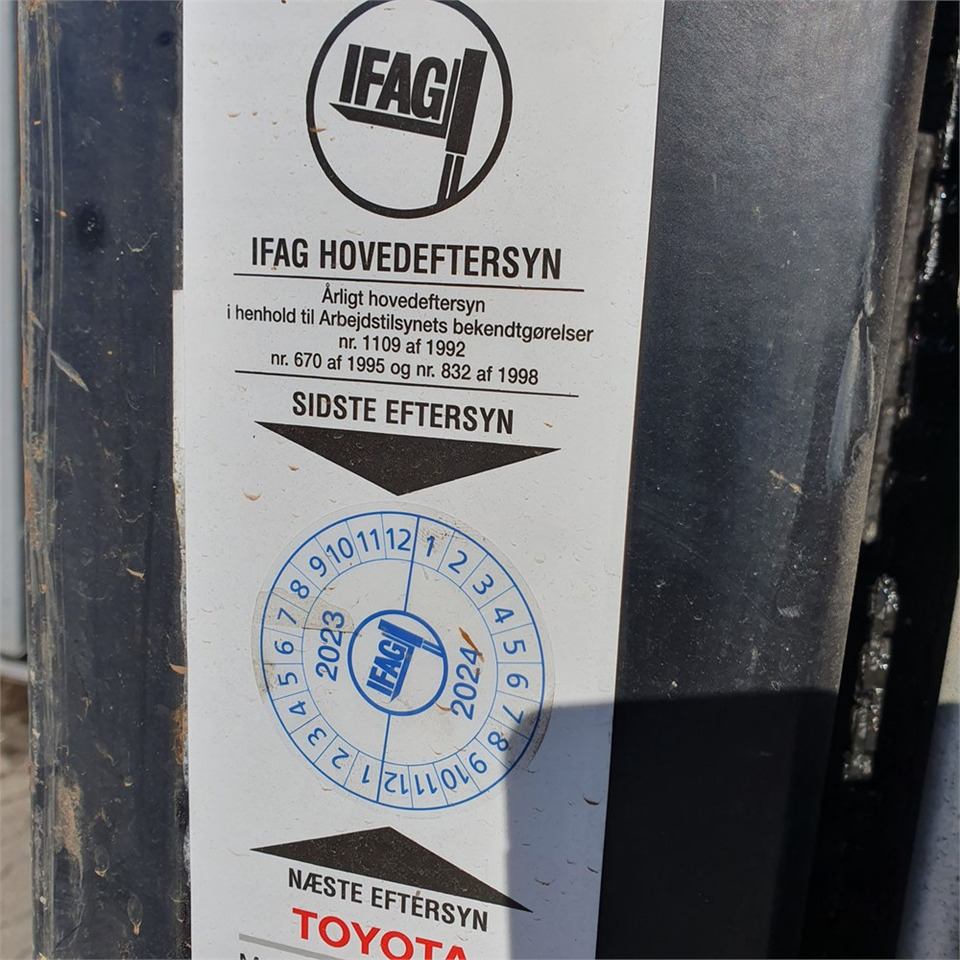 IFAG
IFAG HOVEDEFTERSYN
Årligt hovedeftersyn
i henhold til Arbejdstilsynets bekendtgørelser
nr. 1109 af 1992
nr. 670 af 1995 og nr. 832 af 1998
SIDSTE EFTERSYN
1 2 3 4 5 6 7 8 9 10 11 12
2024
1 2 3 4 5 6 7 8 9 10 11 12
2023
IFAG
NÆSTE EFTERSYN
TOYOTA